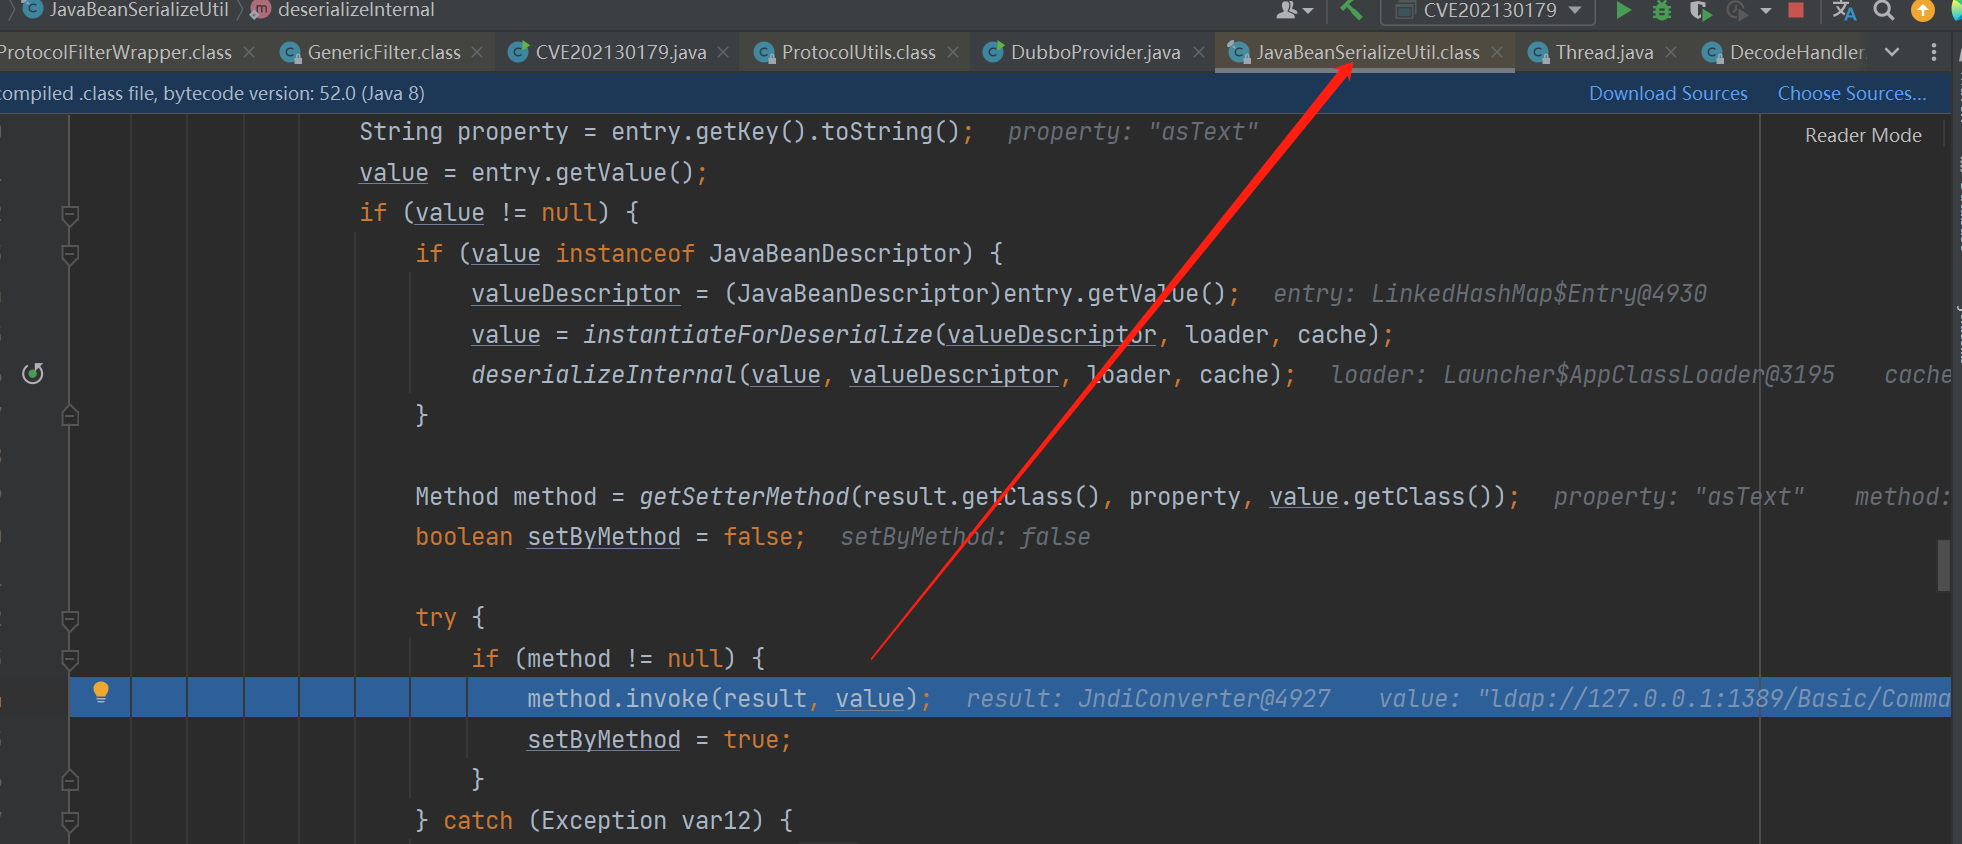 JavaBeanSerializeUtil deserializeInternal CVE202130179
ProtocolFilterWrapper.class GenericFilter.class CVE202130179.java ProtocolUtils.class DubboProvider.java JavaBeanSerializeUtil.class Thread.java DecodeHandler.
compiled .class file, bytecode version: 52.0 (Java 8) Download Sources Choose Sources...
Reader Mode
String property = entry.getKey().toString(); property: "asText"
value = entry.getValue();
if (value != null) {
if (value instanceof JavaBeanDescriptor) {
valueDescriptor = (JavaBeanDescriptor)entry.getValue(); entry: LinkedHashMap$Entry@4930
value = instantiateForDeserialize(valueDescriptor, loader, cache);
deserializeInternal(value, valueDescriptor, loader, cache); loader: Launcher$AppClassLoader@3195 cache
}
Method method = getSetterMethod(result.getClass(), property, value.getClass()); property: "asText" method:
boolean setByMethod = false; setByMethod: false
try {
if (method != null) {
method.invoke(result, value); result: JndiConverter@4927 value: "ldap://127.0.0.1:1389/Basic/Comma
setByMethod = true;
}
} catch (Exception var12) {